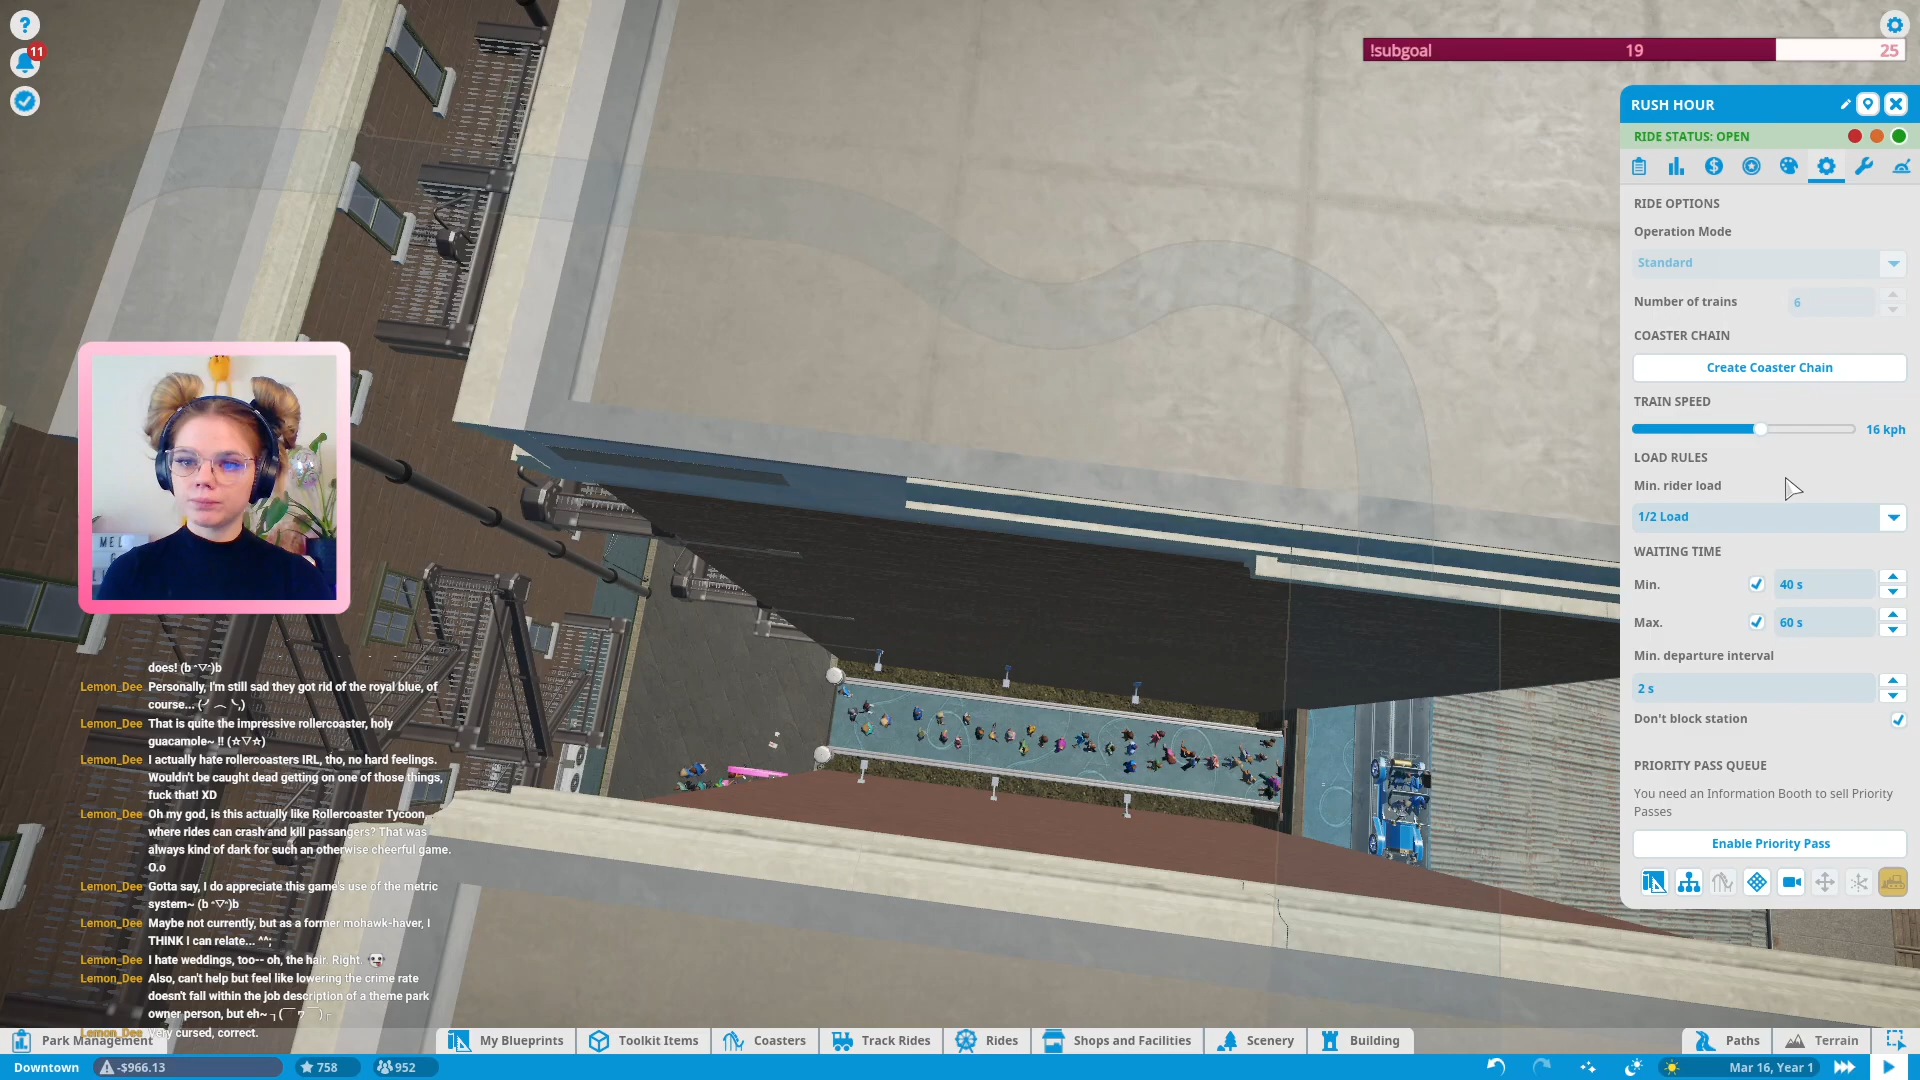 ?
11
!subgoal 19 25
RUSH HOUR
RIDE STATUS: OPEN
RIDE OPTIONS
Operation Mode
Standard
Number of trains 6
COASTER CHAIN
Create Coaster Chain
TRAIN SPEED
16 kph
LOAD RULES
Min. rider load
1/2 Load
WAITING TIME
Min. 40 s
Max. 60 s
Min. departure interval
2 s
Don't block station
PRIORITY PASS QUEUE
You need an Information Booth to sell Priority
Passes
Enable Priority Pass
does! (b ᵔ▽ᵔ)b
Lemon_Dee Personally, I'm still sad they got rid of the royal blue, of
course... (╯︵╰,)
Lemon_Dee That is quite the impressive rollercoaster, holy
guacamole~ !! (☆▽☆)
Lemon_Dee I actually hate rollercoasters IRL, tho, no hard feelings.
Wouldn't be caught dead getting on one of those things,
fuck that! XD
Lemon_Dee Oh my god, is this actually like Rollercoaster Tycoon,
where rides can crash and kill passangers? That was
always kind of dark for such an otherwise cheerful game.
O.o
Lemon_Dee Gotta say, I do appreciate this game's use of the metric
system~ (b ᵔ▽ᵔ)b
Lemon_Dee Maybe not currently, but as a former mohawk-haver, I
THINK I can relate... ^^;
Lemon_Dee I hate weddings, too-- oh, the hair. Right.
Lemon_Dee Also, can't help but feel like lowering the crime rate
doesn't fall within the job description of a theme park
owner person, but eh~ ┐(￣ヮ￣)┌
Lemon_Dee Very cursed, correct.
Park Management
My Blueprints
Toolkit Items
Coasters
Track Rides
Rides
Shops and Facilities
Scenery
Building
Paths
Terrain
Downtown -$966.13 758 952 Mar 16, Year 1